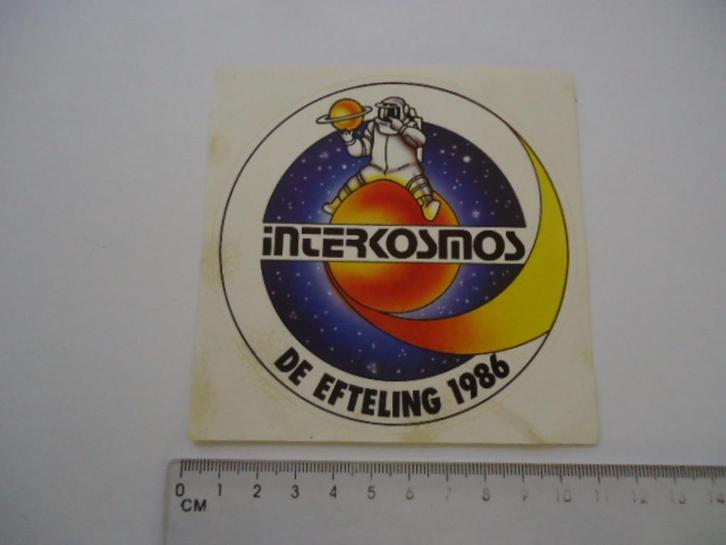 INTERKOSMOS
DE EFTELING 1986
0 1 2 3 4 5 6 7 8 9 10 11 12 13 14
CM